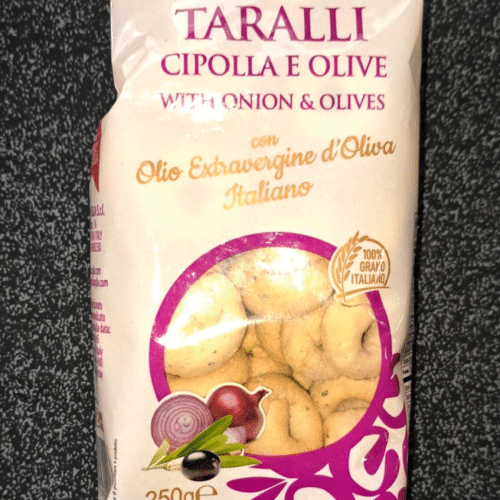 TARALLI
CIPOLLA E OLIVE
WITH ONION & OLIVES
con
Olio Extravergine d'Oliva
Italiano
100%
GRANO
ITALIANO
250g℮